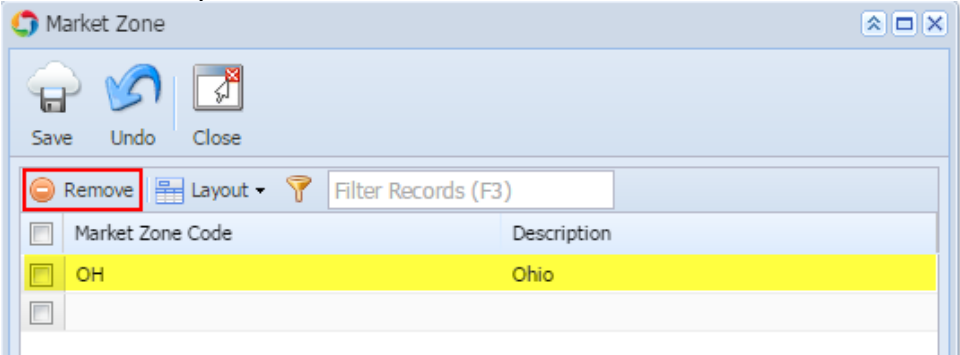 Market Zone
Save Undo Close
Remove Layout Filter Records (F3)
Market Zone Code Description
OH Ohio